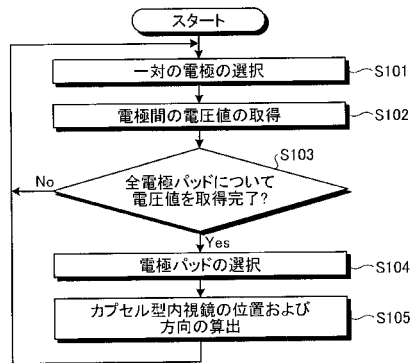 スタート
一対の電極の選択
S101
電極間の電圧値の取得
S102
S103
全電極パッドについて
電圧値を取得完了?
No
Yes
電極パッドの選択
S104
カプセル型内視鏡の位置および
方向の算出
S105